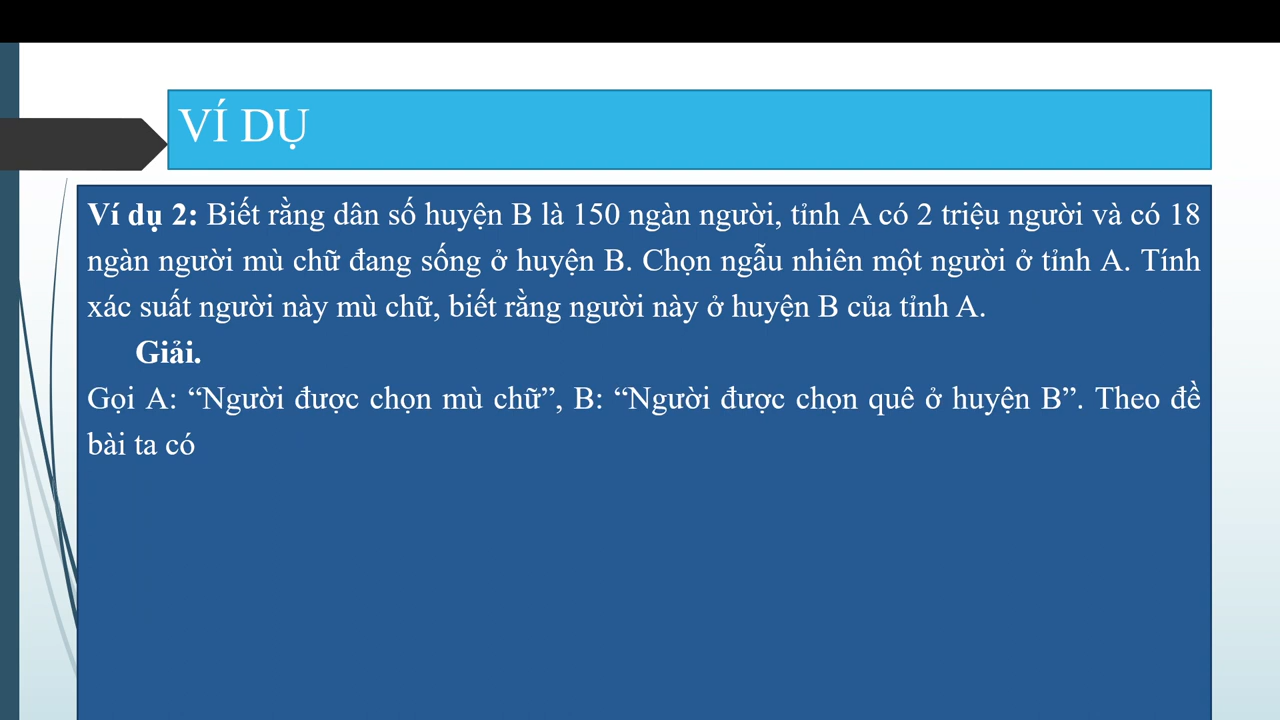 VÍ DỤ
Ví dụ 2: Biết rằng dân số huyện B là 150 ngàn người, tỉnh A có 2 triệu người và có 18
ngàn người mù chữ đang sống ở huyện B. Chọn ngẫu nhiên một người ở tỉnh A. Tính
xác suất người này mù chữ, biết rằng người này ở huyện B của tỉnh A.
Giải.
Gọi A: “Người được chọn mù chữ”, B: “Người được chọn quê ở huyện B”. Theo đề
bài ta có